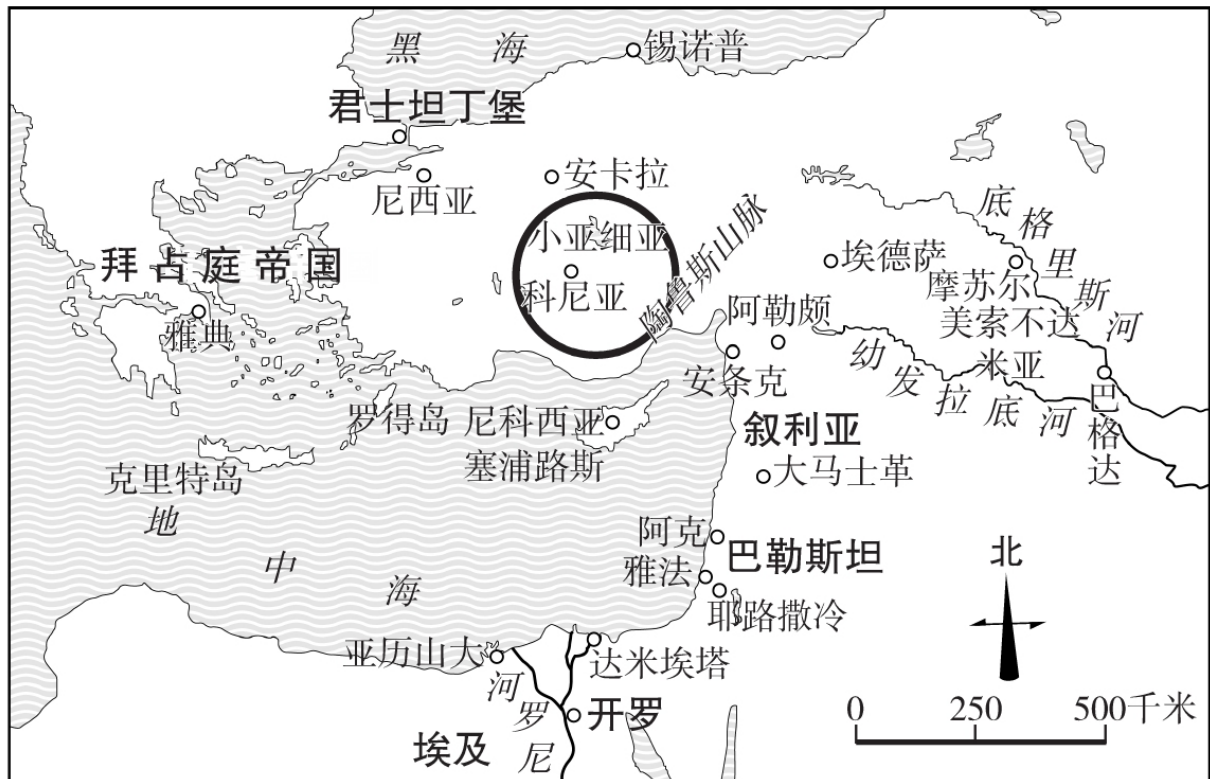 黑海
锡诺普
君士坦丁堡
尼西亚
安卡拉
小亚细亚
科尼亚
陶鲁斯山脉
拜占庭帝国
雅典
埃德萨
底格里斯河
摩苏尔
美索不达
米亚
阿勒颇
安条克
幼发拉底河
巴格达
罗得岛
尼科西亚
塞浦路斯
叙利亚
大马士革
克里特岛
地中海
阿克
雅法
巴勒斯坦
耶路撒冷
北
亚历山大
达米埃塔
河罗尼
开罗
埃及
0 250 500千米